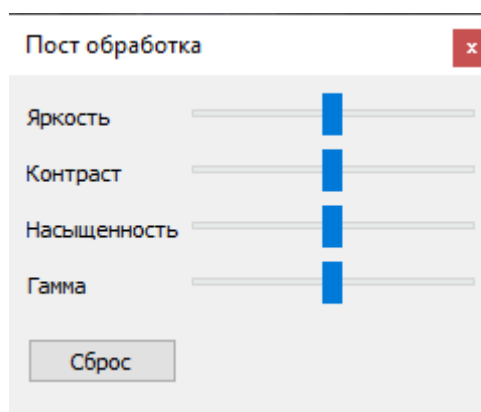 Пост обработка
x
Яркость
Контраст
Насыщенность
Гамма
Сброс